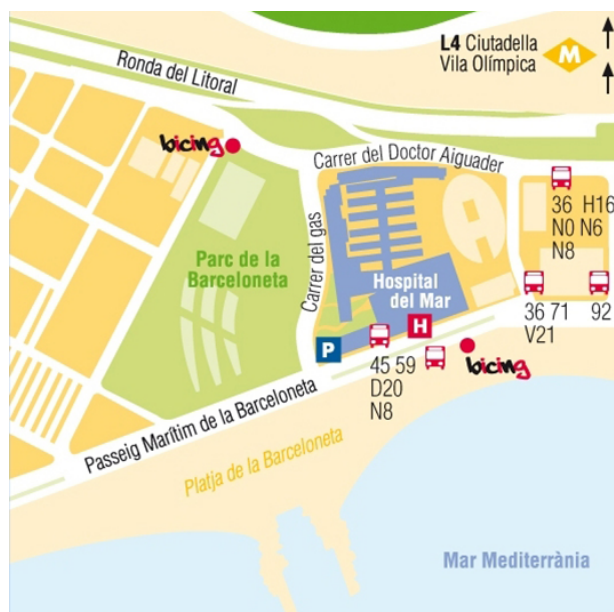 L4 Ciutadella
Vila Olímpica
M
Ronda del Litoral
bicing
Carrer del Doctor Aiguader
36 H16
N0 N6
N8
Parc de la
Barceloneta
Carrer del gas
Hospital
del Mar
H
P
36 71
V21
92
45 59
D20
N8
bicing
Passeig Marítim de la Barceloneta
Platja de la Barceloneta
Mar Mediterrània